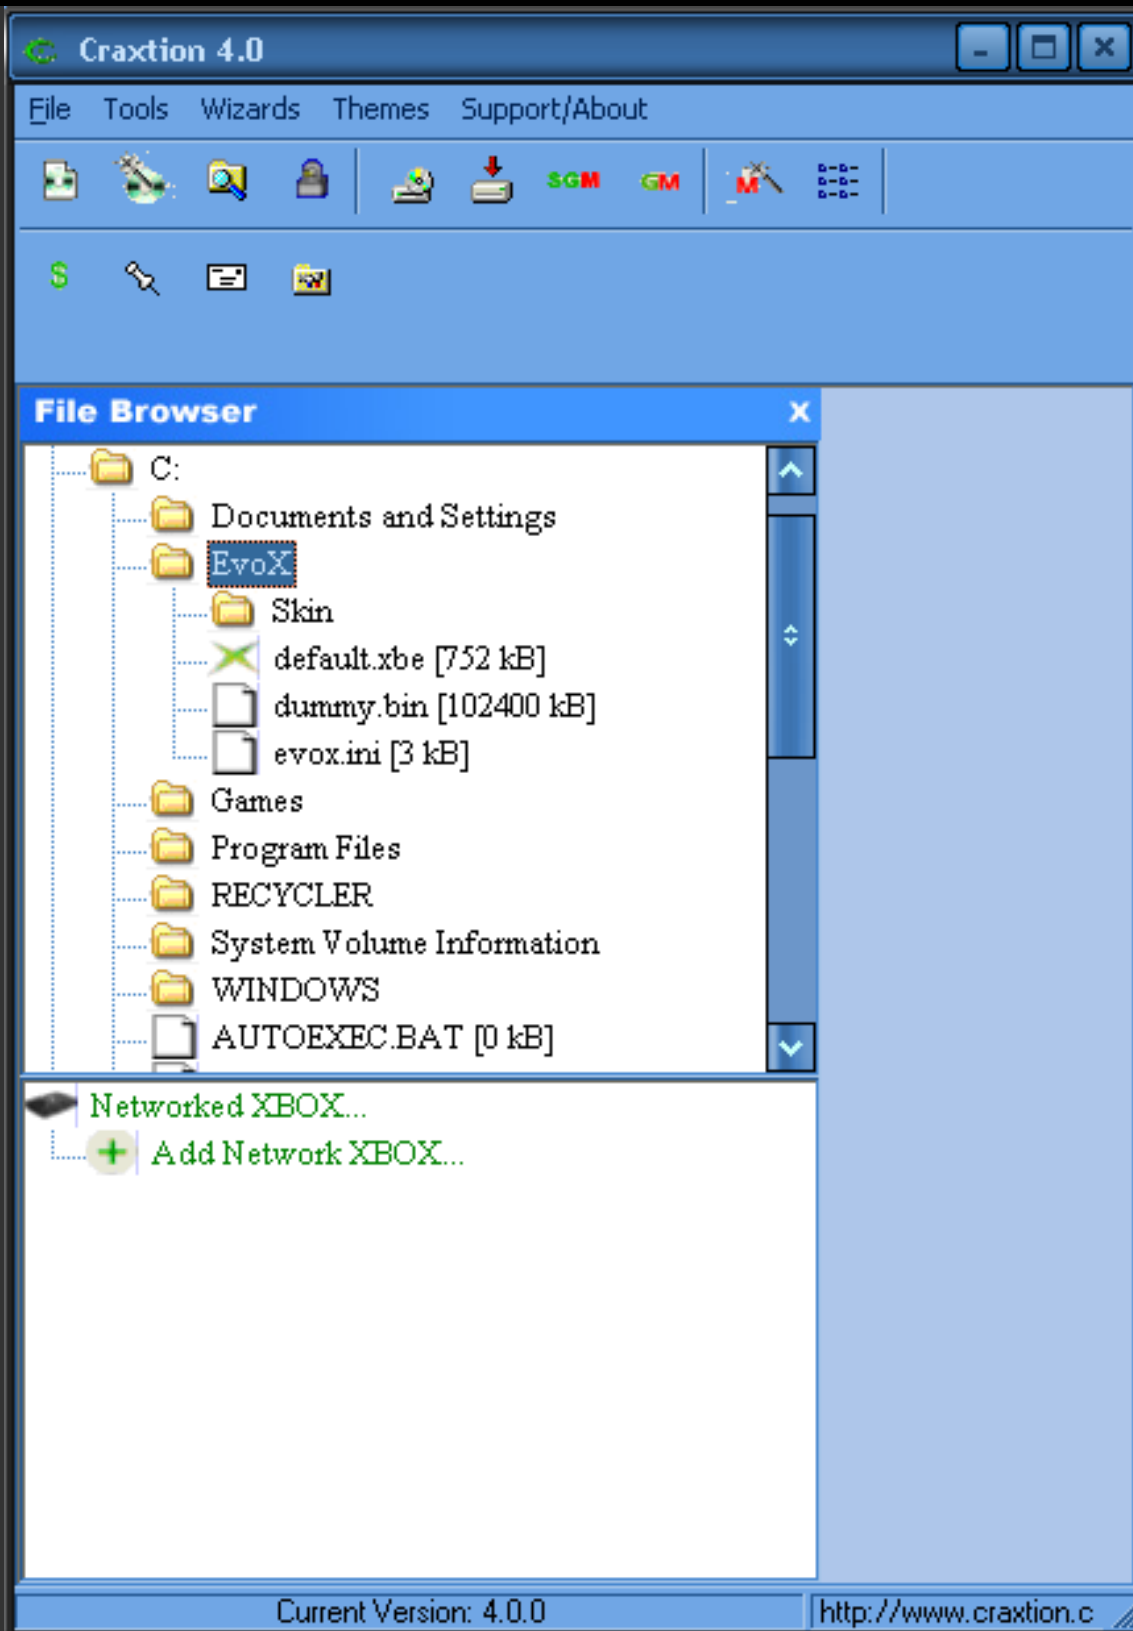 Craxtion 4.0
File Tools Wizards Themes Support/About
SGM GM M
$
File Browser x
C:
Documents and Settings
EvoX
Skin
default.xbe [752 kB]
dummy.bin [102400 kB]
evox.ini [3 kB]
Games
Program Files
RECYCLER
System Volume Information
WINDOWS
AUTOEXEC.BAT [0 kB]
Networked XBOX...
Add Network XBOX...
Current Version: 4.0.0 http://www.craxtion.c